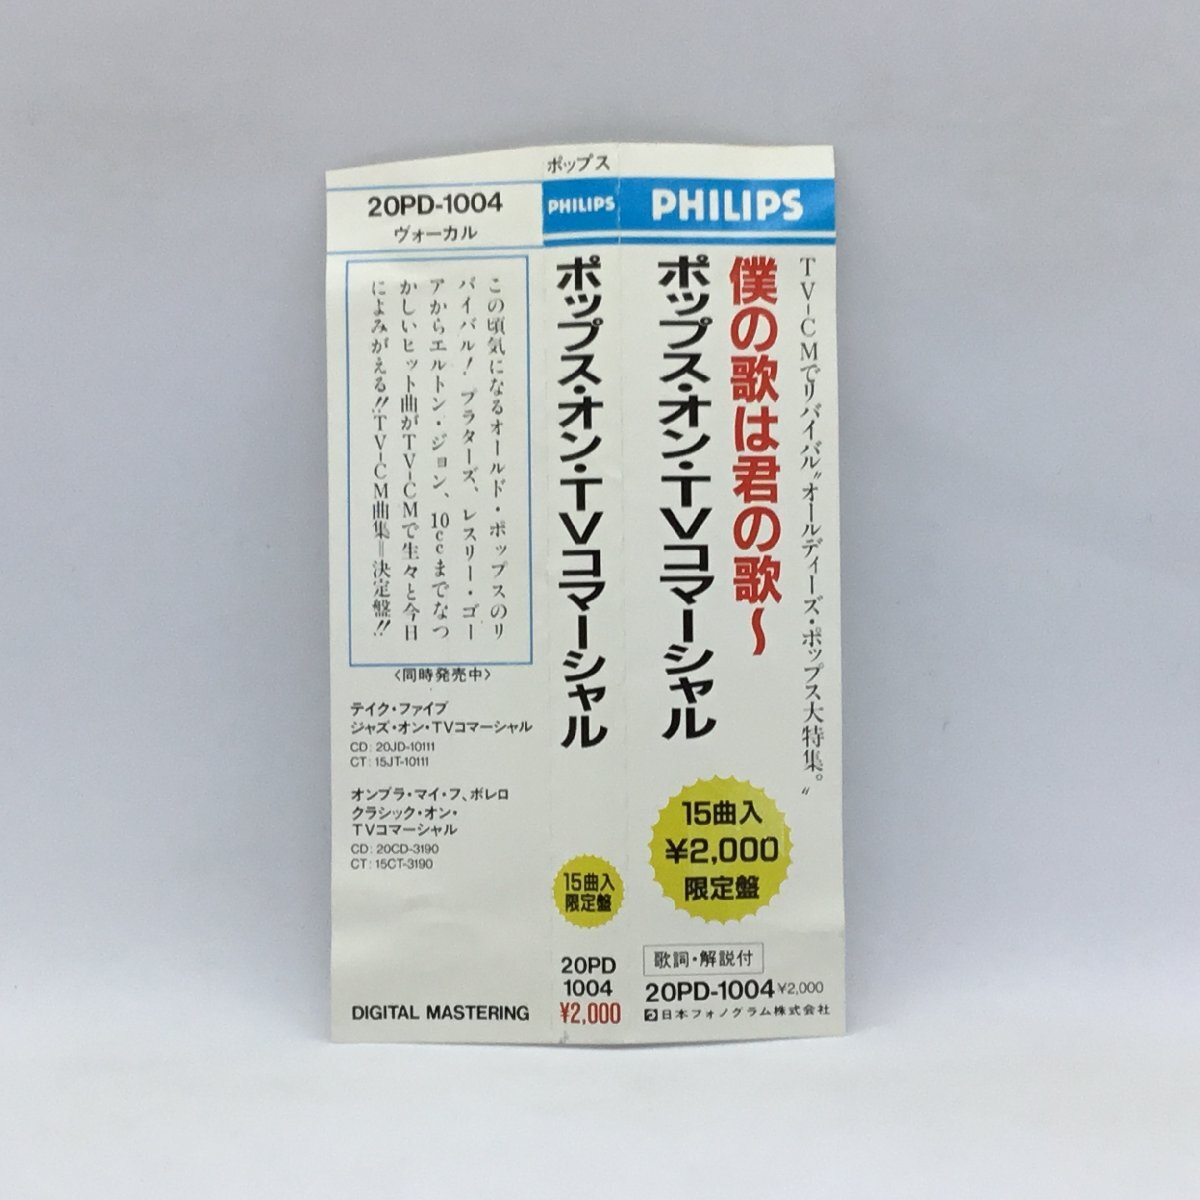 ポップス
PHILIPS
TV-CMでリバイバル"オールディーズ・ポップス大特集。"
僕の歌は君の歌〜
ポップス・オン・TVコマーシャル
15曲入
¥2,000
限定盤
歌詞・解説付
20PD-1004 ¥2,000
日本フォノグラム株式会社
PHILIPS
ポップス・オン・TVコマーシャル
15曲入
限定盤
20PD
1004
¥2,000
20PD-1004
ヴォーカル
この頃気になるオールド・ポップスのリ
バイバル! プラターズ、レスリー・ゴー
アからエルトン・ジョン、10ccまでなつ
かしいヒット曲がTV-CMで生々と今日
によみがえる!!TV-CM曲集=決定盤!!
〈同時発売中〉
テイク・ファイブ
ジャズ・オン・TVコマーシャル
CD: 20JD-10111
CT: 15JT-10111
オンブラ・マイ・フ、ボレロ
クラシック・オン・
TVコマーシャル
CD: 20CD-3190
CT: 15CT-3190
DIGITAL MASTERING